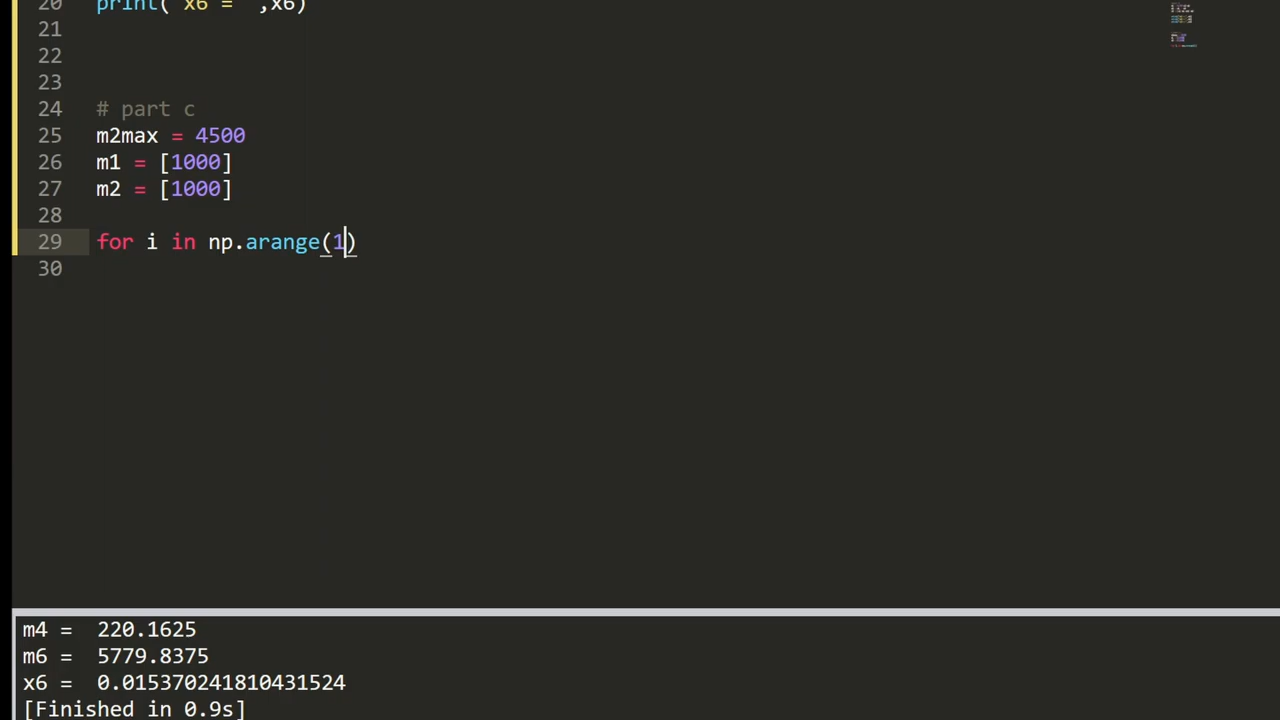 20 print( x6 = ",x6)
21
22
23
24 # part c
25 m2max = 4500
26 m1 = [1000]
27 m2 = [1000]
28
29 for i in np.arange(1)
30
m4 =  220.1625
m6 =  5779.8375
x6 =  0.015370241810431524
[Finished in 0.9s]